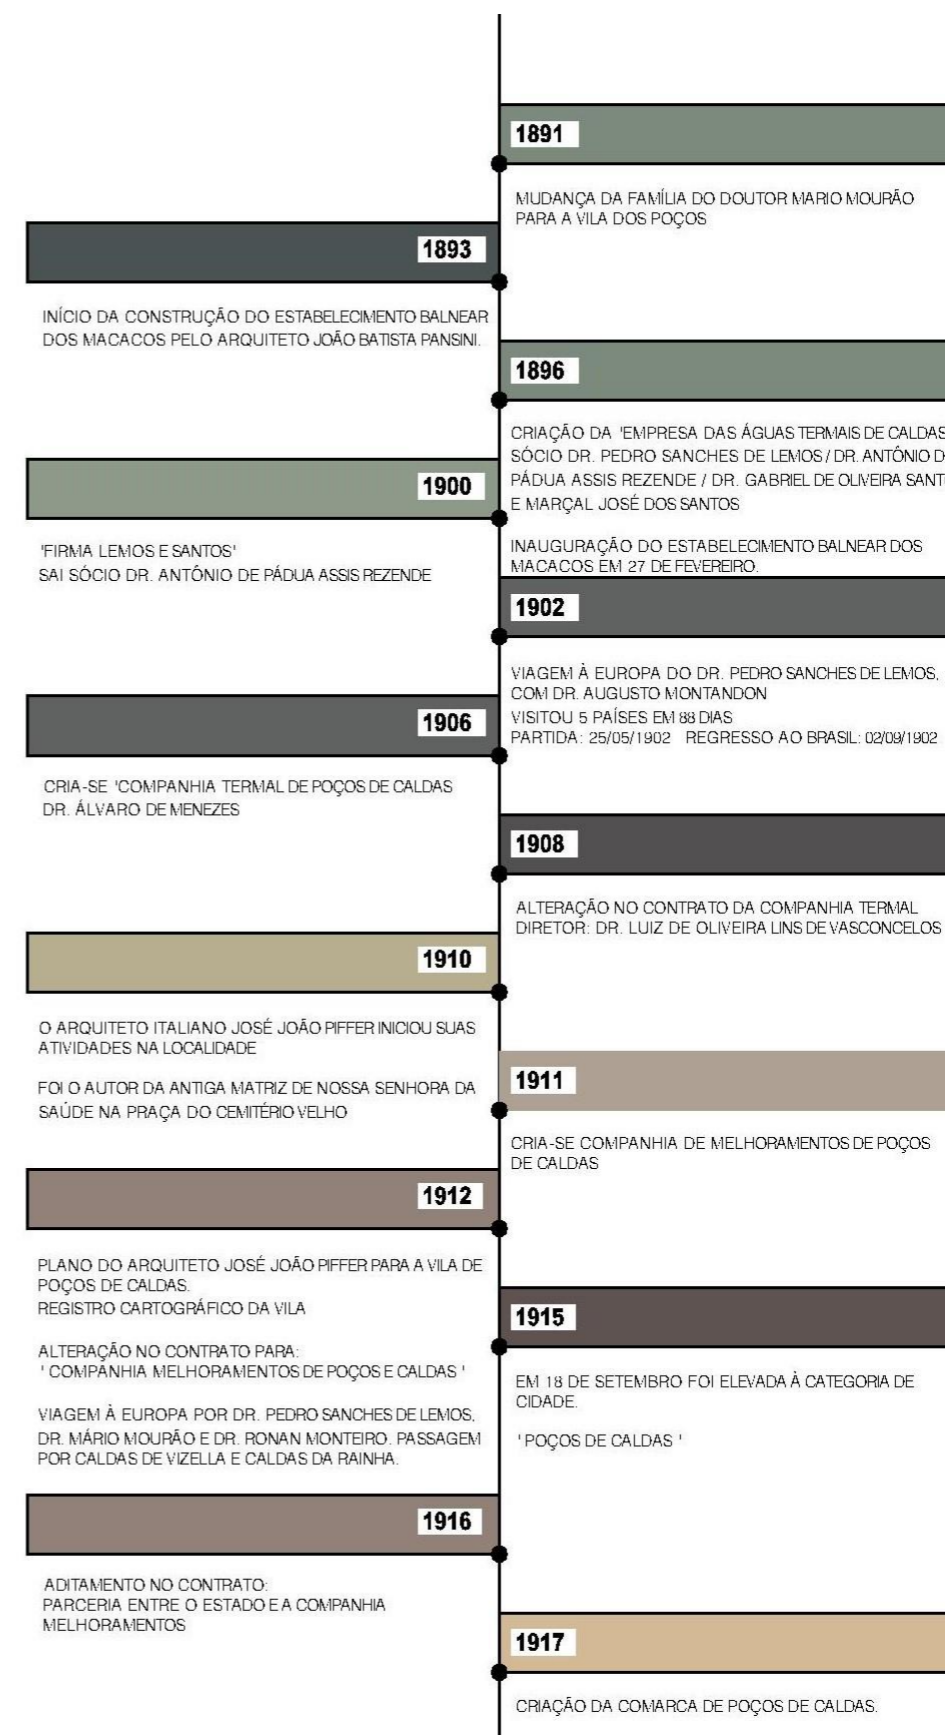 1891
MUDANÇA DA FAMÍLIA DO DOUTOR MARIO MOURÃO
PARA A VILA DOS POÇOS
1893
INÍCIO DA CONSTRUÇÃO DO ESTABELECIMENTO BALNEAR
DOS MACACOS PELO ARQUITETO JOÃO BATISTA PANSINI.
1896
CRIAÇÃO DA 'EMPRESA DAS ÁGUAS TERMAIS DE CALDAS
SÓCIO DR. PEDRO SANCHES DE LEMOS / DR. ANTÔNIO
PÁDUA ASSIS REZENDE / DR. GABRIEL DE OLIVEIRA
E MARÇAL JOSÉ DOS SANTOS
INAUGURAÇÃO DO ESTABELECIMENTO BALNEAR DOS
MACACOS EM 27 DE FEVEREIRO.
1900
'FIRMA LEMOS E SANTOS'
SAI SÓCIO DR. ANTÔNIO DE PÁDUA ASSIS REZENDE
1902
VIAGEM À EUROPA DO DR. PEDRO SANCHES DE LEMOS,
COM DR. AUGUSTO MONTANDON
VISITOU 5 PAÍSES EM 88 DIAS
PARTIDA: 25/05/1902 REGRESSO AO BRASIL: 02/09/1902
1906
CRIA-SE 'COMPANHIA TERMAL DE POÇOS DE CALDAS
DR. ÁLVARO DE MENEZES
1908
ALTERAÇÃO NO CONTRATO DA COMPANHIA TERMAL
DIRETOR: DR. LUIZ DE OLIVEIRA LINS DE VASCONCELOS
1910
O ARQUITETO ITALIANO JOSÉ JOÃO PIFFER INICIOU SUAS
ATIVIDADES NA LOCALIDADE
FOI O AUTOR DA ANTIGA MATRIZ DE NOSSA SENHORA DA
SAÚDE NA PRAÇA DO CEMITÉRIO VELHO
1911
CRIA-SE COMPANHIA DE MELHORAMENTOS DE POÇOS
DE CALDAS
1912
PLANO DO ARQUITETO JOSÉ JOÃO PIFFER PARA A VILA DE
POÇOS DE CALDAS.
REGISTRO CARTOGRÁFICO DA VILA
ALTERAÇÃO NO CONTRATO PARA:
' COMPANHIA MELHORAMENTOS DE POÇOS E CALDAS '
VIAGEM À EUROPA POR DR. PEDRO SANCHES DE LEMOS,
DR. MÁRIO MOURÃO E DR. RONAN MONTEIRO. PASSAGEM
POR CALDAS DE VIZELLA E CALDAS DA RAINHA.
1915
EM 18 DE SETEMBRO FOI ELEVADA À CATEGORIA DE
CIDADE.
' POÇOS DE CALDAS '
1916
ADITAMENTO NO CONTRATO:
PARCERIA ENTRE O ESTADO E A COMPANHIA
MELHORAMENTOS
1917
CRIAÇÃO DA COMARCA DE POÇOS DE CALDAS.